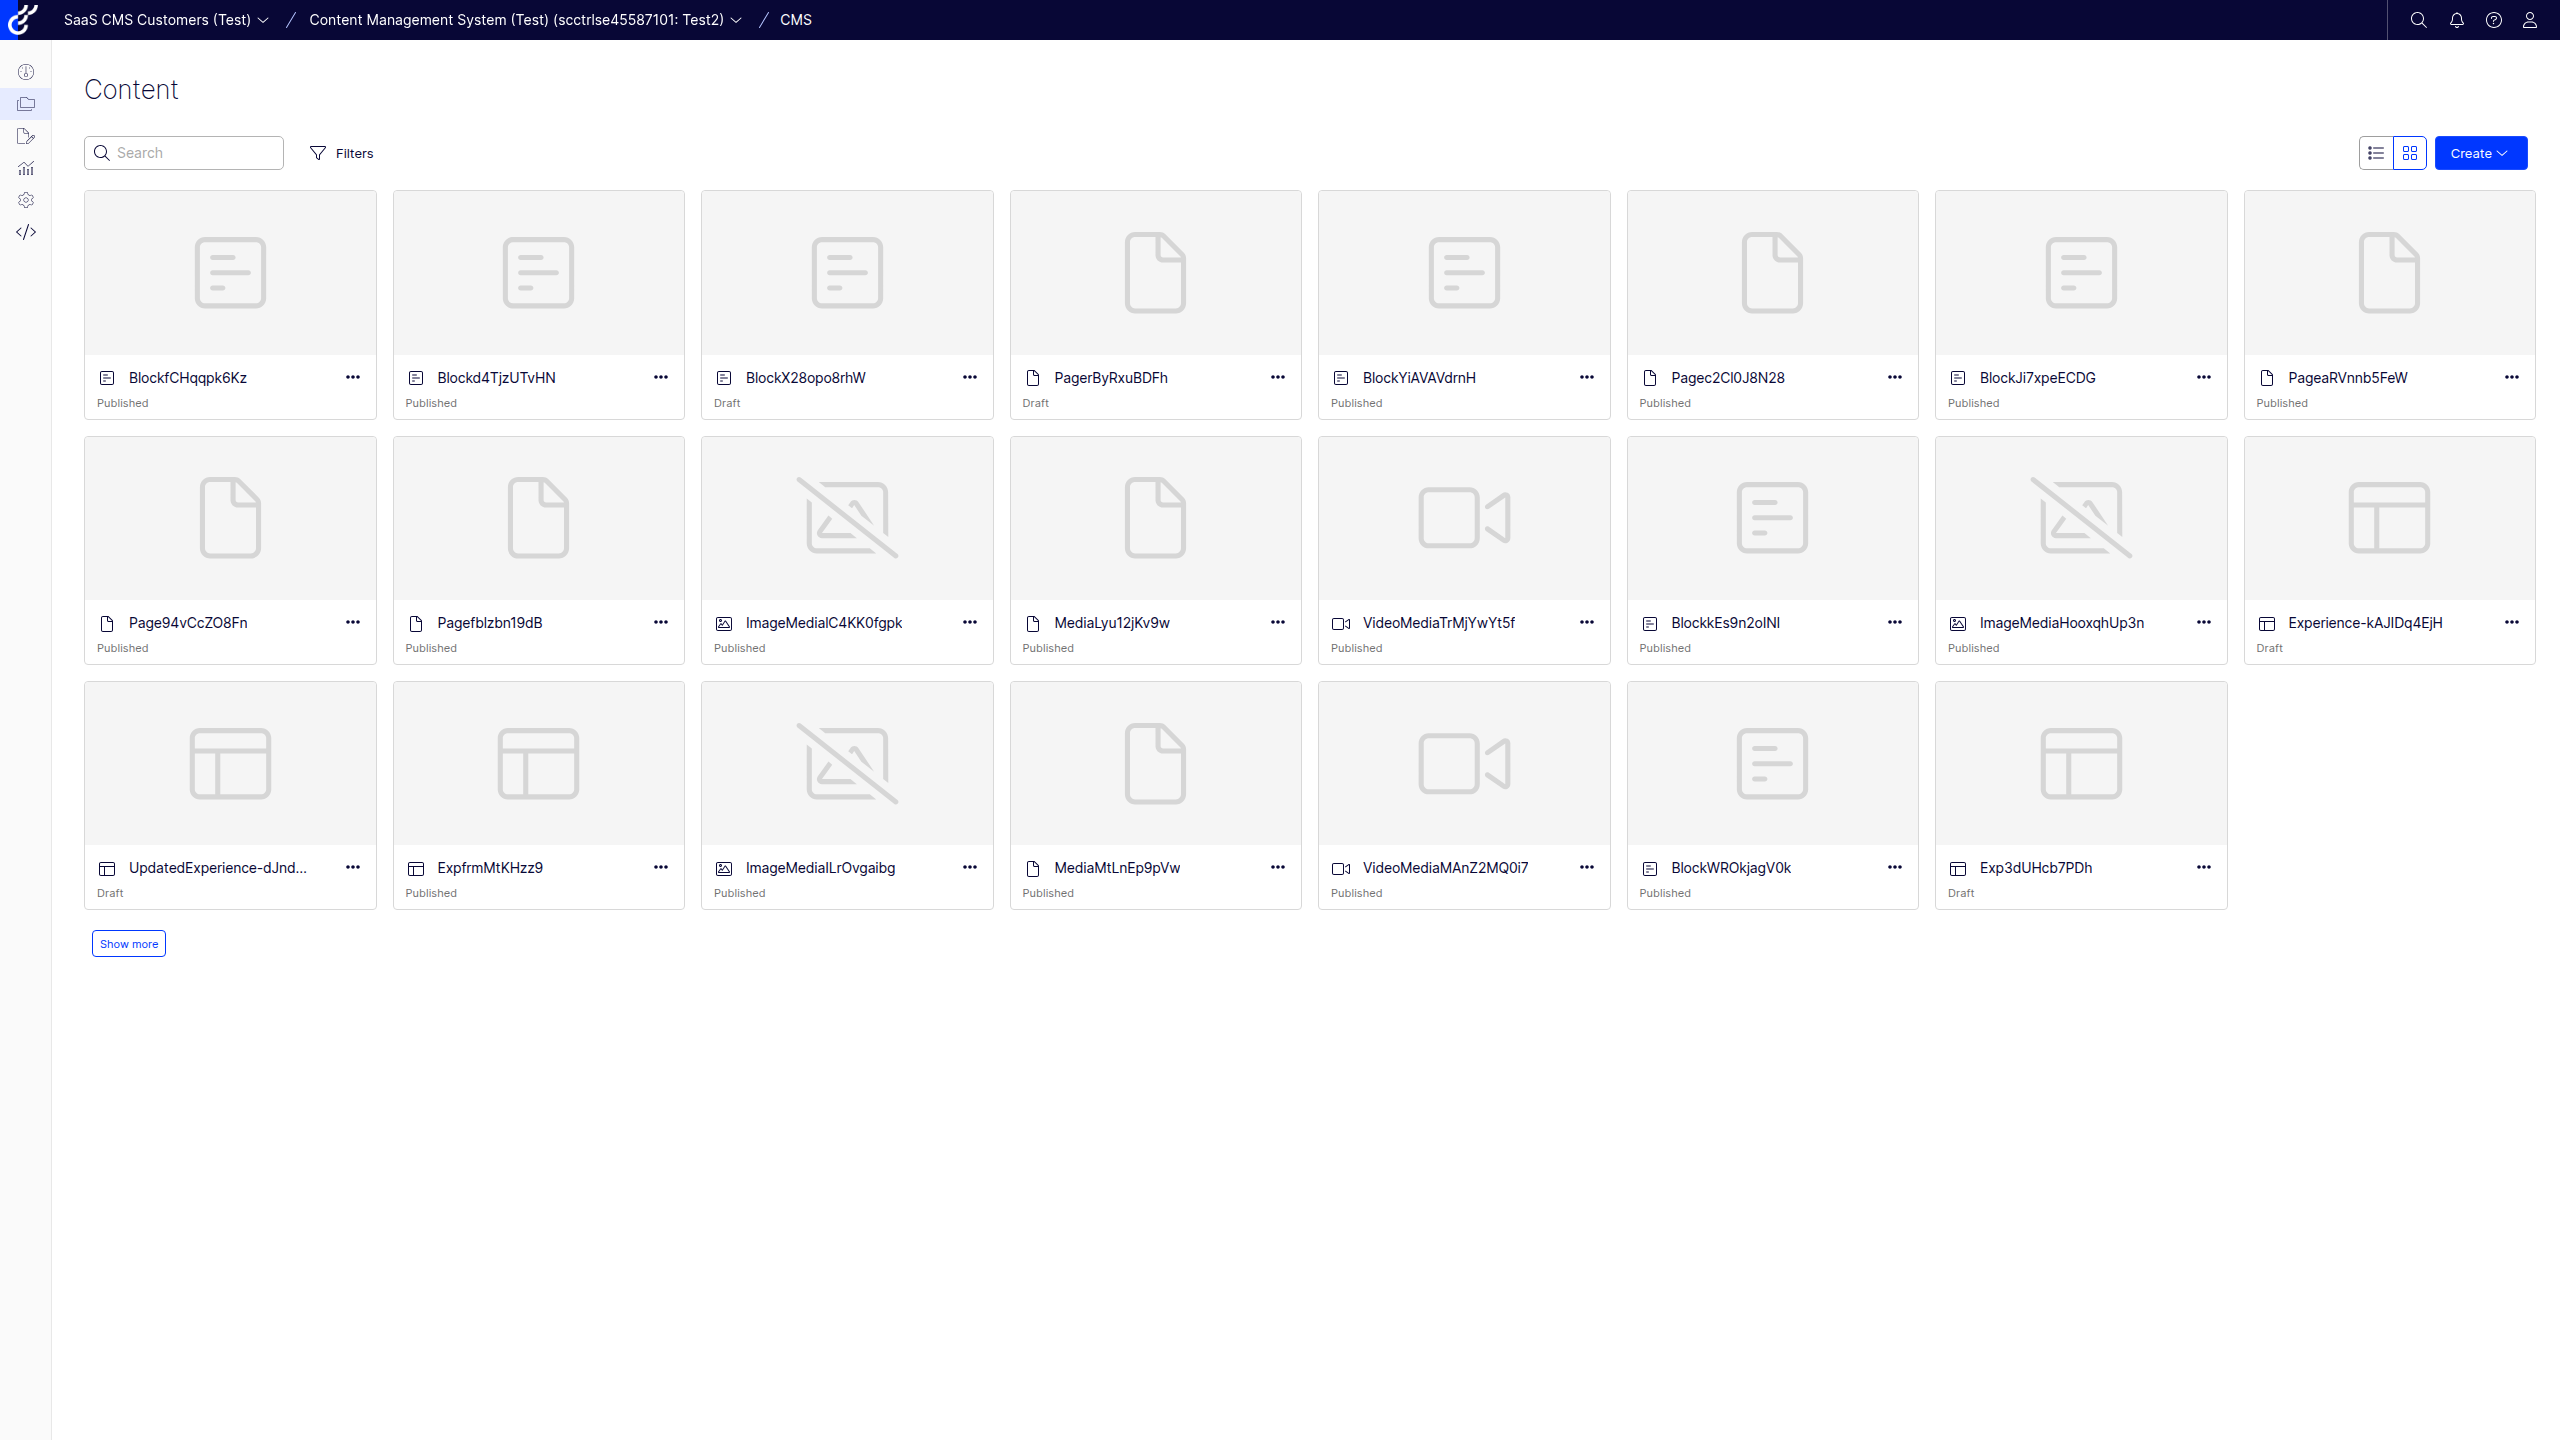 SaaS CMS Customers (Test) / Content Management System (Test) (scctrlse45587101: Test2) / CMS
Content
Search
Filters
Create
BlockfCHqqpk6Kz
Published
Blockd4TjzUTvHN
Published
BlockX28opo8rhW
Draft
PagerByRxuBDFh
Draft
BlockYiAVAVdrnH
Published
Pagec2Cl0J8N28
Published
BlockJi7xpeECDG
Published
PageaRVnnb5FeW
Published
Page94vCcZO8Fn
Published
Pagefblzbn19dB
Published
ImageMediaIC4KK0fgpk
Published
MediaLyu12jKv9w
Published
VideoMediaTrMjYwYt5f
Published
BlockkEs9n2oINl
Published
ImageMediaHooxqhUp3n
Published
Experience-kAJlDq4EjH
Draft
UpdatedExperience-dJnd...
Draft
ExpfrmMtKHzz9
Published
ImageMediaILrOvgaibg
Published
MediaMtLnEp9pVw
Published
VideoMediaMAnZ2MQ0i7
Published
BlockWROkjagV0k
Published
Exp3dUHcb7PDh
Draft
Show more